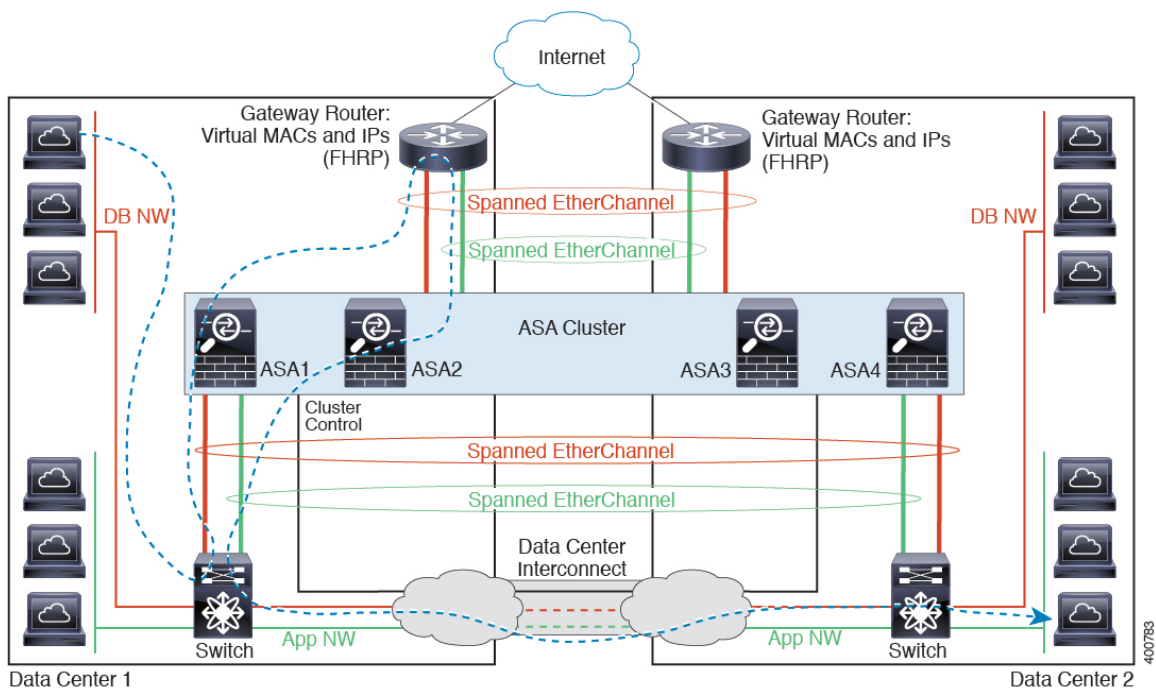 Internet
Gateway Router:
Virtual MACs and IPs
(FHRP)
Gateway Router:
Virtual MACs and IPs
(FHRP)
DB NW
Spanned EtherChannel
DB NW
Spanned EtherChannel
ASA Cluster
ASA1
ASA2
ASA3
ASA4
Cluster
Control
Spanned EtherChannel
Spanned EtherChannel
Data Center
Interconnect
App NW
App NW
Switch
Switch
400783
Data Center 1
Data Center 2